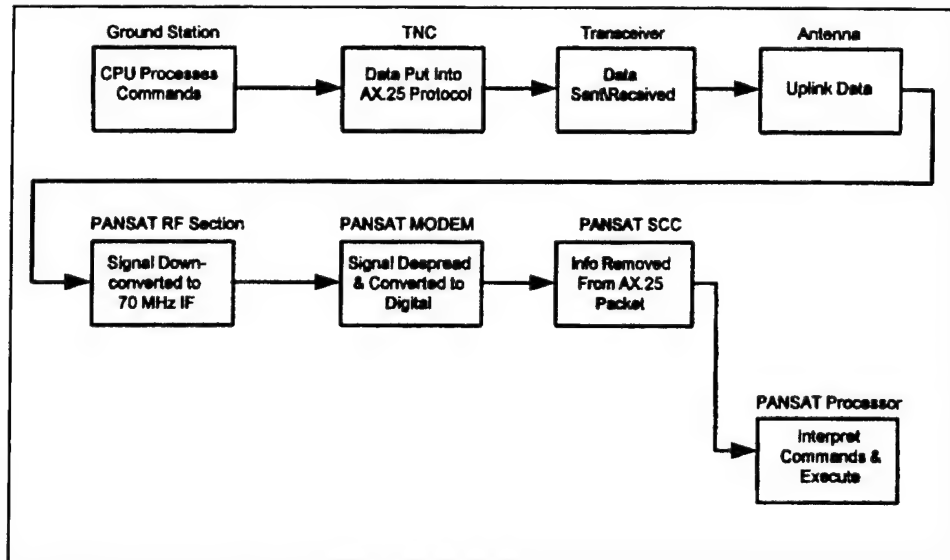 Ground Station
CPU Processes
Commands
TNC
Data Put Into
AX.25 Protocol
Transceiver
Data
Sent\Received
Antenna
Uplink Data
PANSAT RF Section
Signal Down-
converted to
70 MHz IF
PANSAT MODEM
Signal Despread
& Converted to
Digital
PANSAT SCC
Info Removed
From AX.25
Packet
PANSAT Processor
Interpret
Commands &
Execute